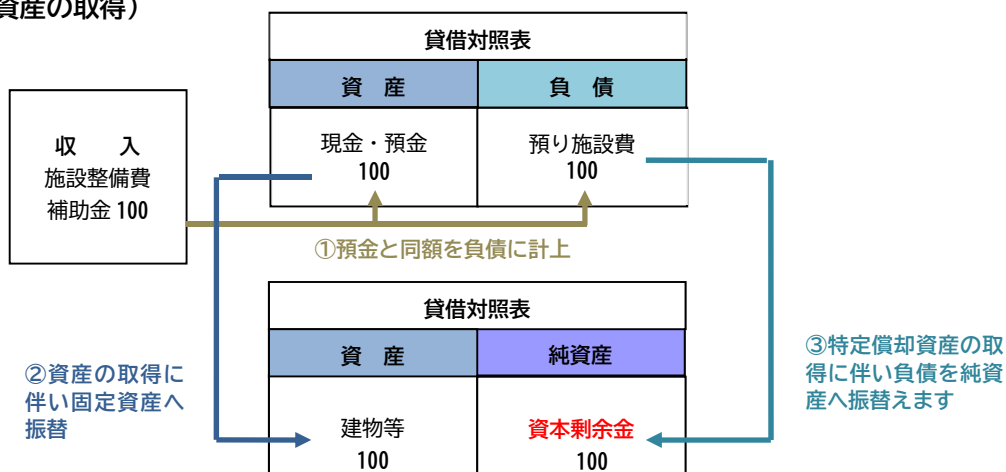 資産の取得）
貸借対照表
資　産
負　債
収　　入
施設整備費
補助金 100
現金・預金
100
預り施設費
100
①預金と同額を負債に計上
貸借対照表
資　産
純資産
②資産の取得に
伴い固定資産へ
振替
建物等
100
資本剰余金
100
③特定償却資産の取
得に伴い負債を純資
産へ振替えます